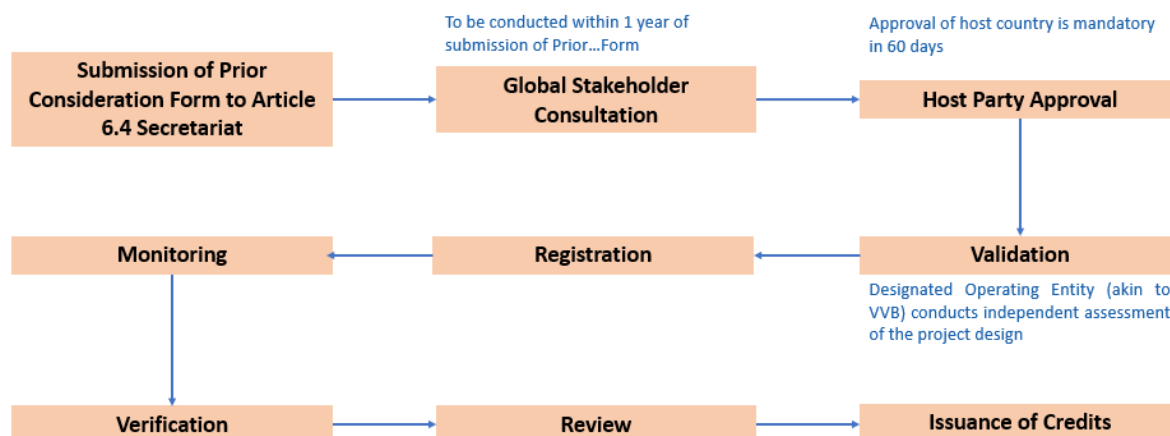 To be conducted within 1 year of
submission of Prior...Form
Approval of host country is mandatory
in 60 days
Submission of Prior
Consideration Form to Article
6.4 Secretariat
Global Stakeholder
Consultation
Host Party Approval
Monitoring
Registration
Validation
Designated Operating Entity (akin to
VVB) conducts independent assessment
of the project design
Verification
Review
Issuance of Credits